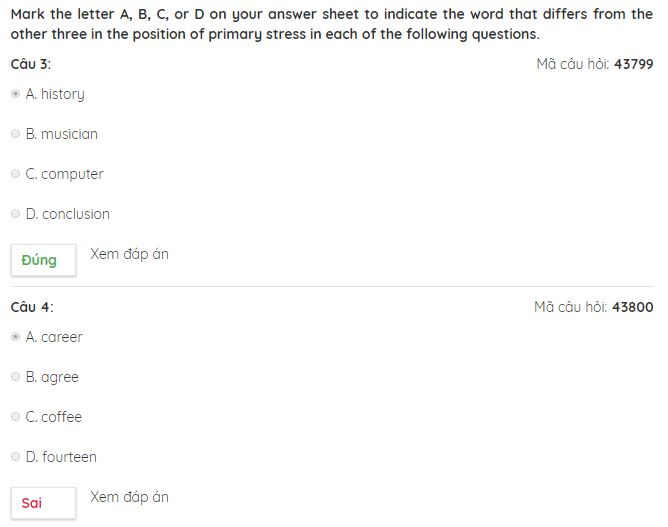 Mark the letter A, B, C, or D on your answer sheet to indicate the word that differs from the
other three in the position of primary stress in each of the following questions.
Câu 3: Mã câu hỏi: 43799
A. history
B. musician
C. computer
D. conclusion
Đúng Xem đáp án
Câu 4: Mã câu hỏi: 43800
A. career
B. agree
C. coffee
D. fourteen
Sai Xem đáp án